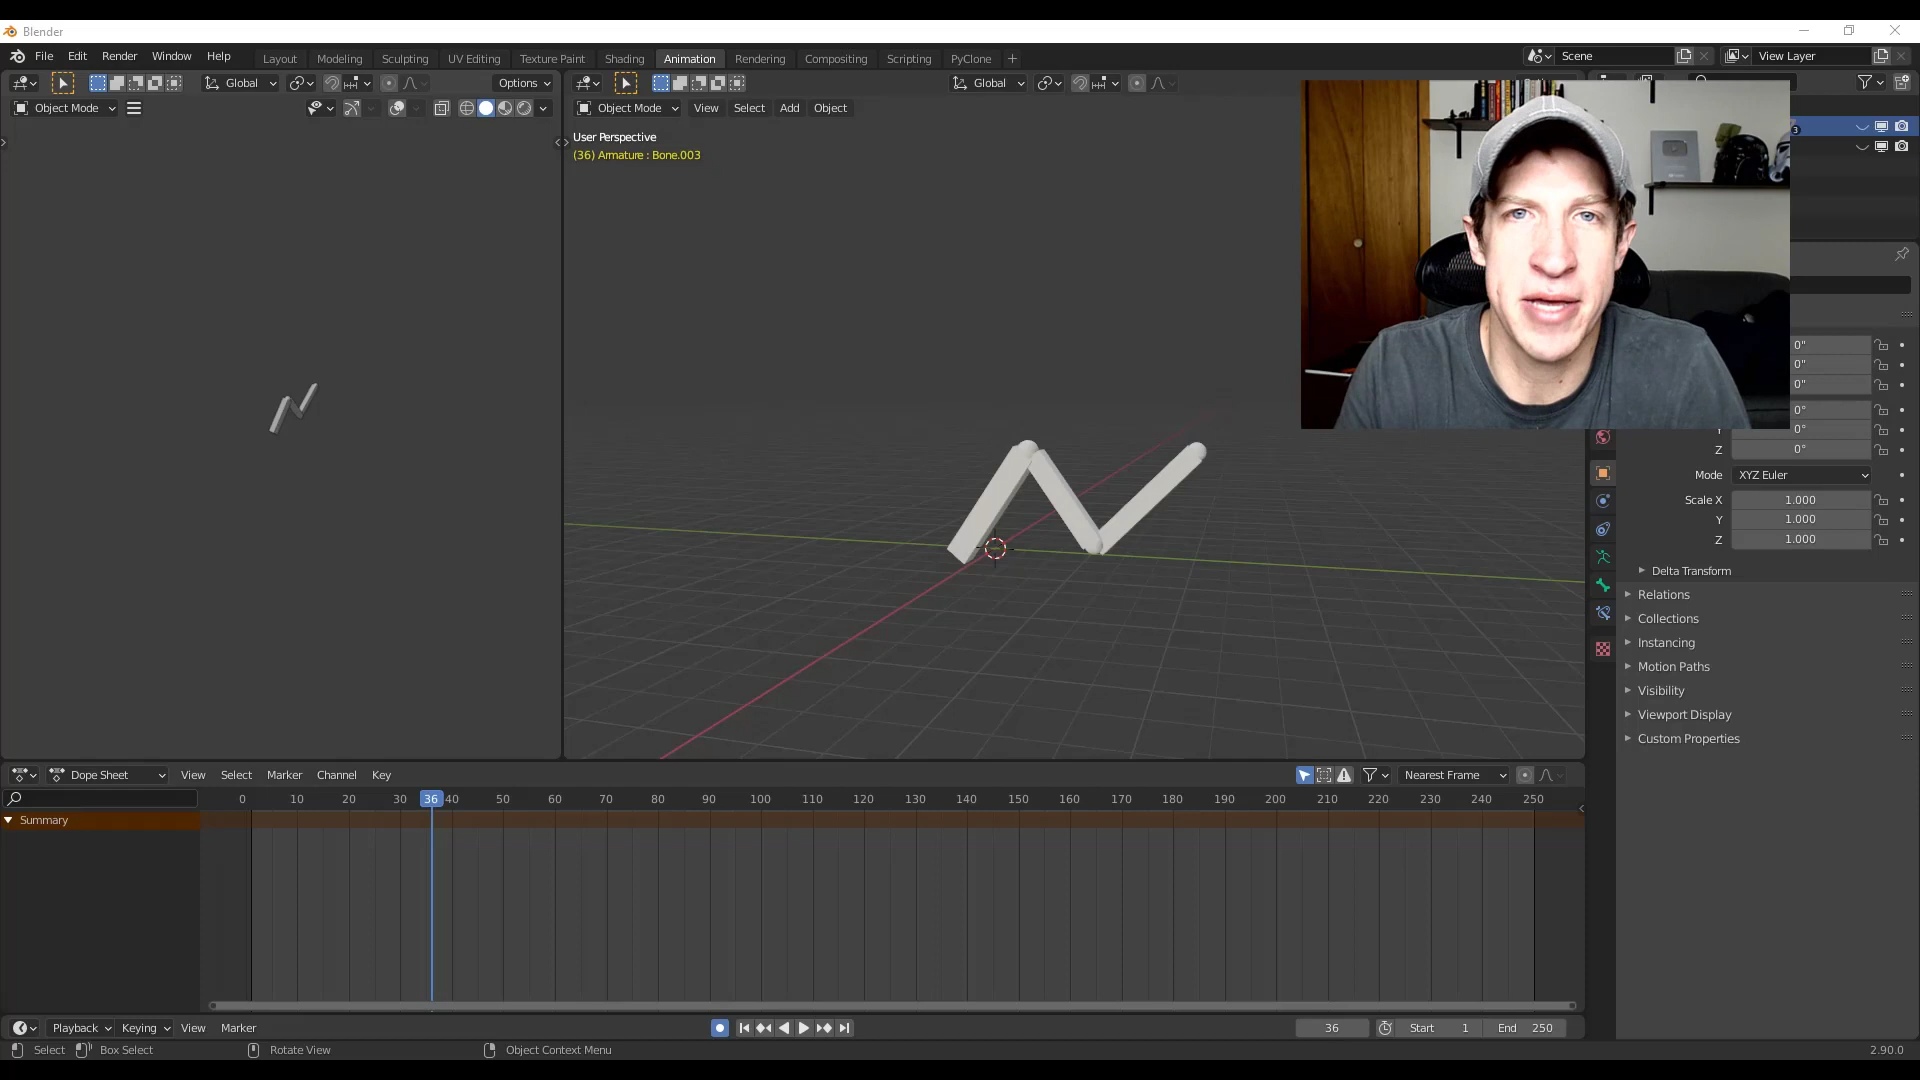 Blender
File Edit Render Window Help
Layout Modeling Sculpting UV Editing Texture Paint Shading Animation Rendering Compositing Scripting PyClone +
Scene
View Layer
Global
Options
Global
Object Mode
Object Mode View Select Add Object
User Perspective
(36) Armature : Bone.003
3
0°
0°
0°
0°
0°
Z 0°
Mode XYZ Euler
Scale X 1.000
Y 1.000
Z 1.000
Delta Transform
Relations
Collections
Instancing
Motion Paths
Visibility
Viewport Display
Custom Properties
Dope Sheet View Select Marker Channel Key
Nearest Frame
0 10 20 30 36 40 50 60 70 80 90 100 110 120 130 140 150 160 170 180 190 200 210 220 230 240 250
Summary
Playback Keying View Marker
36 Start 1 End 250
Select Box Select Rotate View Object Context Menu
2.90.0